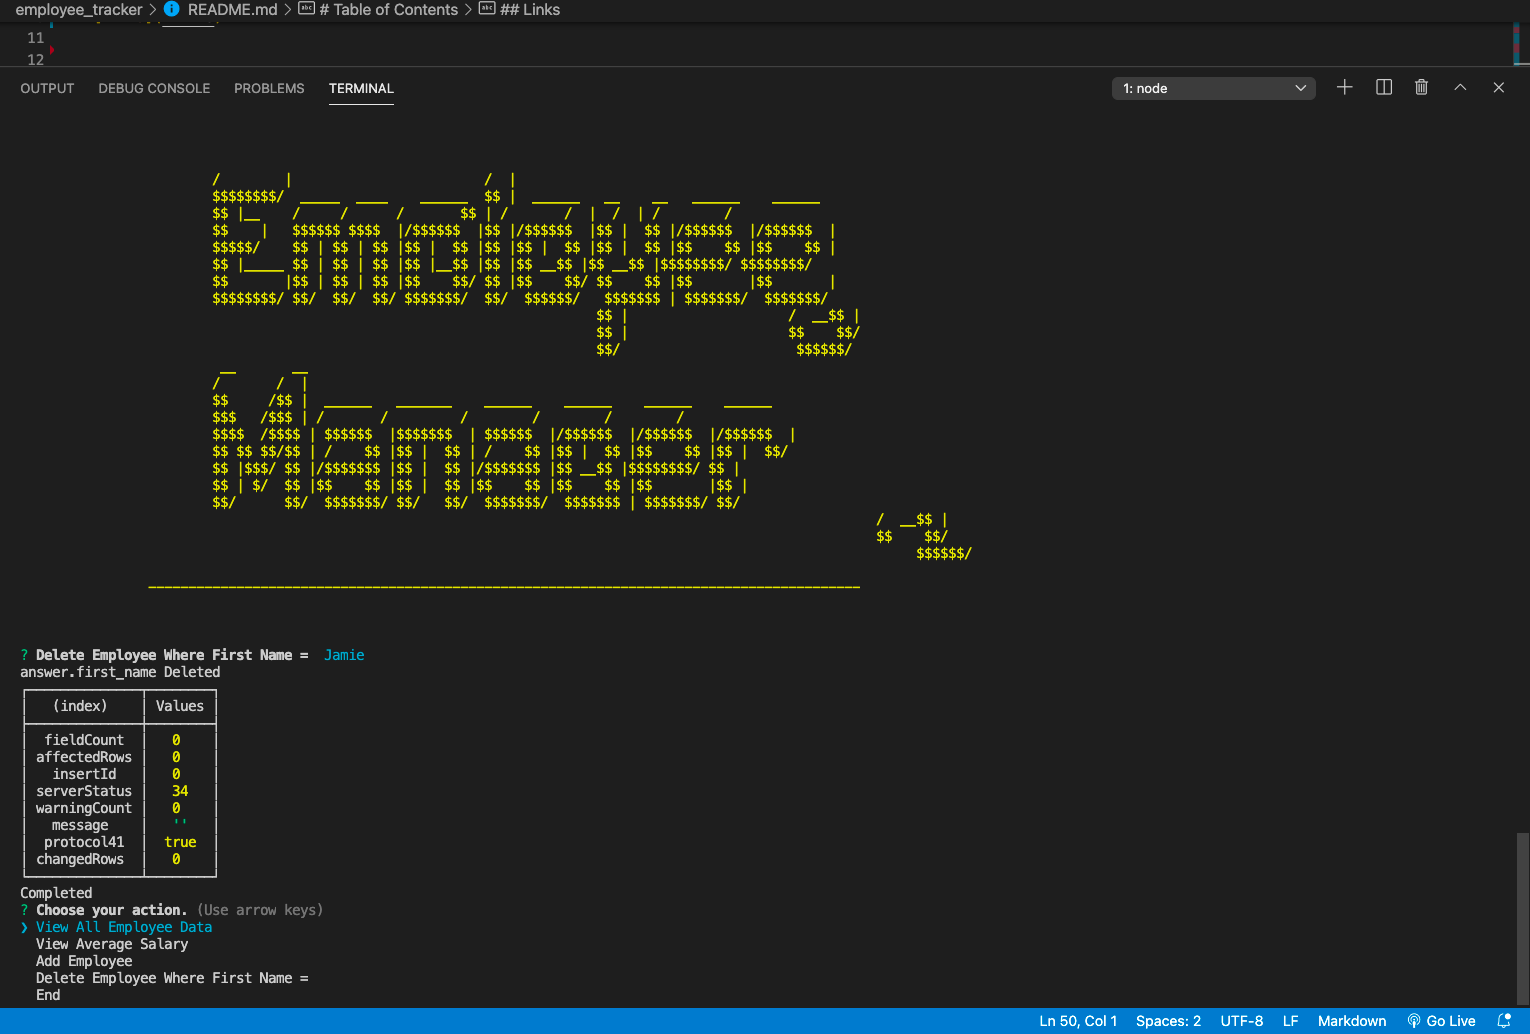 employee_tracker > README.md > # Table of Contents > ## Links
11
12
OUTPUT DEBUG CONSOLE PROBLEMS TERMINAL 1: node
Employee
Manager
? Delete Employee Where First Name = Jamie
answer.first_name Deleted
(index) Values
fieldCount 0
affectedRows 0
insertId 0
serverStatus 34
warningCount 0
message ''
protocol41 true
changedRows 0
Completed
? Choose your action. (Use arrow keys)
❯ View All Employee Data
View Average Salary
Add Employee
Delete Employee Where First Name =
End
Ln 50, Col 1 Spaces: 2 UTF-8 LF Markdown Go Live